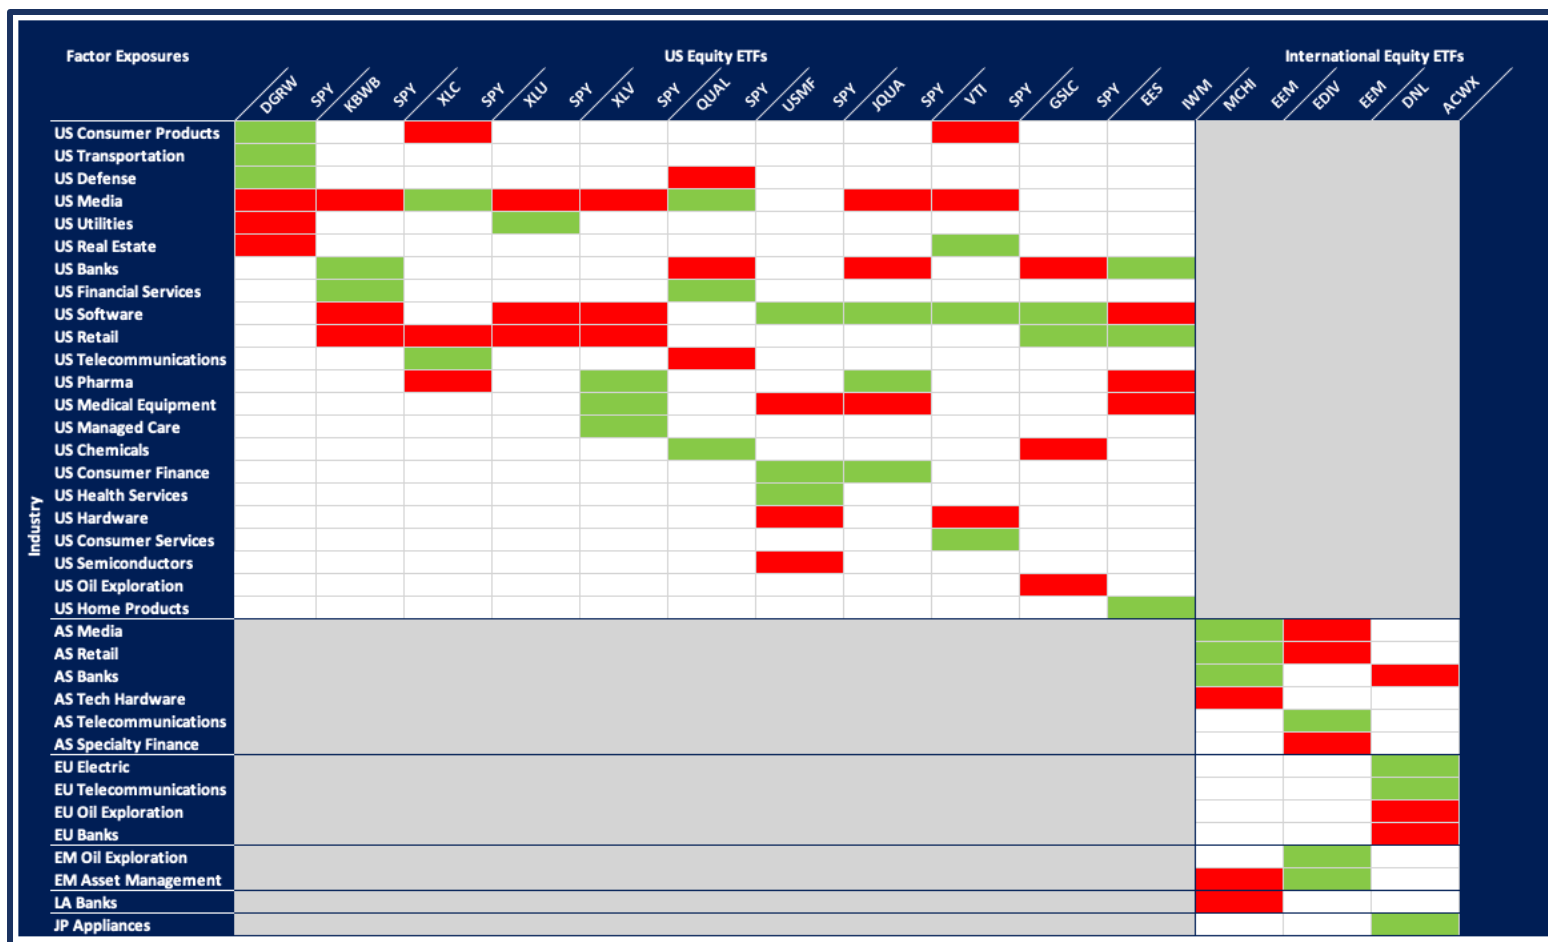 Factor Exposures US Equity ETFs International Equity ETFs
DGRW SPY KBWB SPY XLC SPY XLU SPY XLV SPY QUAL SPY USMF SPY JQUA SPY VTI SPY GSLC SPY EES IWM MCHI EEM EDIV EEM DNL ACWX
US Consumer Products
US Transportation
US Defense
US Media
US Utilities
US Real Estate
US Banks
US Financial Services
US Software
US Retail
US Telecommunications
US Pharma
US Medical Equipment
US Managed Care
US Chemicals
US Consumer Finance
US Health Services
US Hardware
US Consumer Services
US Semiconductors
US Oil Exploration
US Home Products
Industry
AS Media
AS Retail
AS Banks
AS Tech Hardware
AS Telecommunications
AS Specialty Finance
EU Electric
EU Telecommunications
EU Oil Exploration
EU Banks
EM Oil Exploration
EM Asset Management
LA Banks
JP Appliances